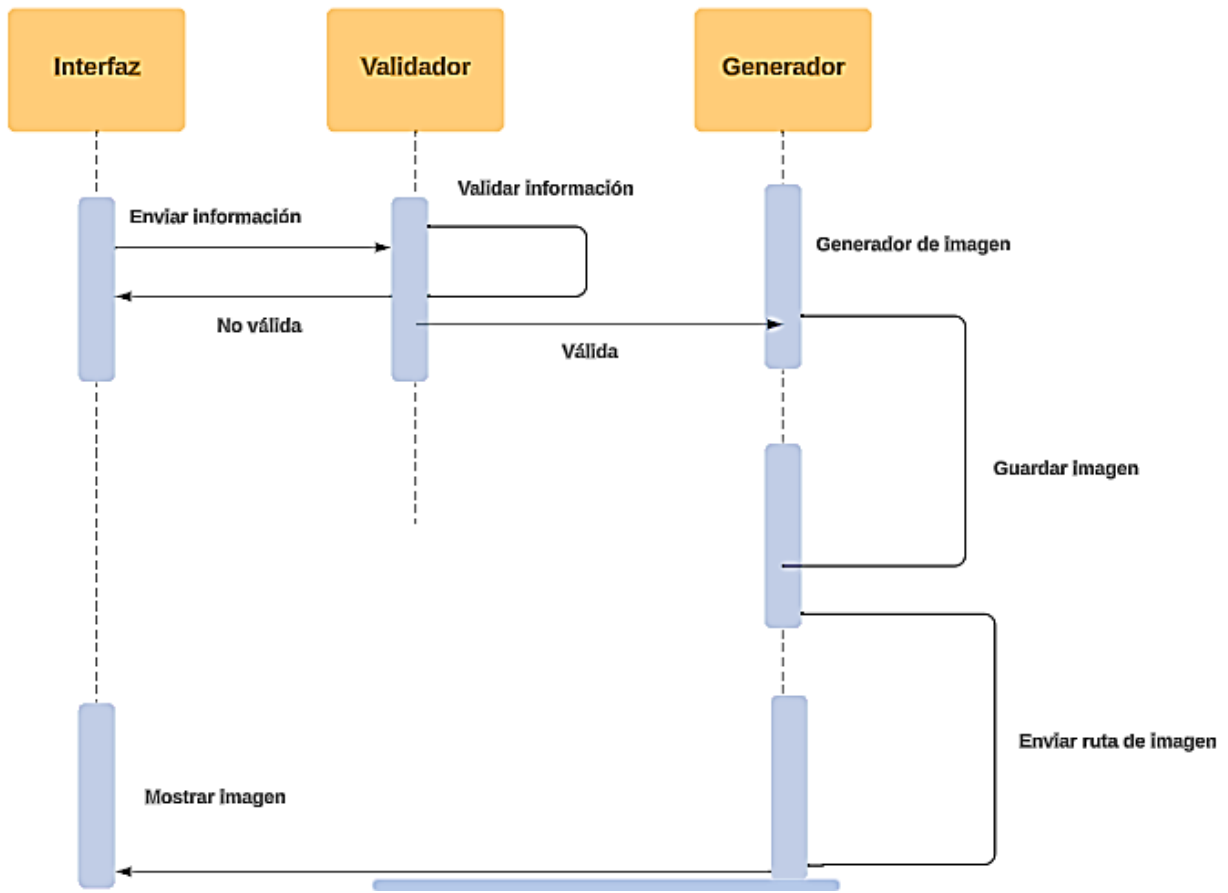 Interfaz
Validador
Generador
Validar información
Enviar información
Generador de imagen
No válida
Válida
Guardar imagen
Enviar ruta de imagen
Mostrar imagen